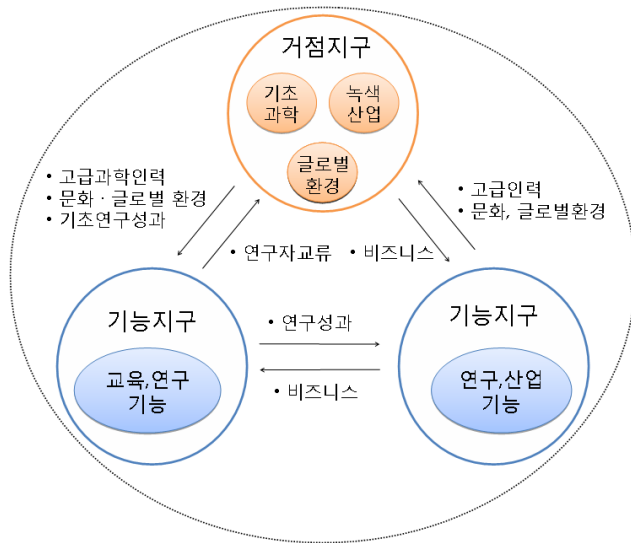 거점지구
기초
과학
녹색
산업
글로벌
환경
• 고급과학인력
• 문화 · 글로벌 환경
• 기초연구성과
• 고급인력
• 문화, 글로벌환경
• 연구자교류
• 비즈니스
기능지구
교육,연구
기능
• 연구성과
• 비즈니스
기능지구
연구,산업
기능